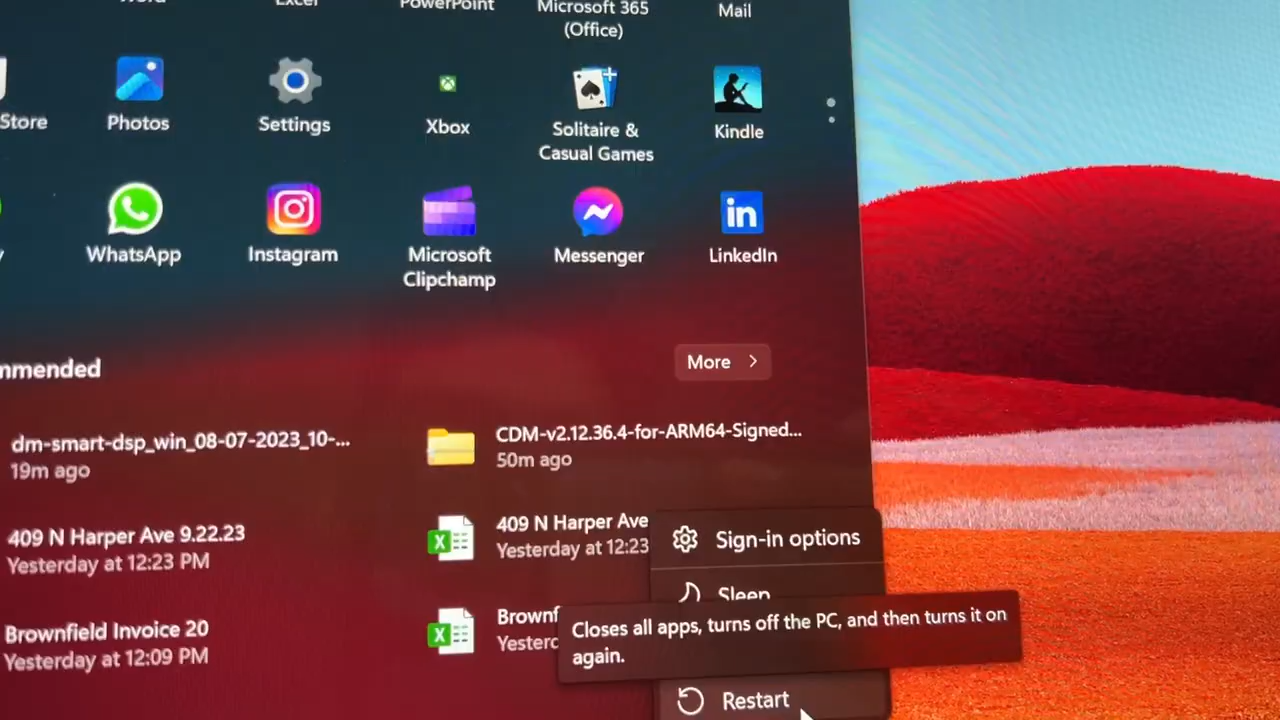 Word
Excel
PowerPoint
Microsoft 365
(Office)
Mail
Store
Photos
Settings
Xbox
Solitaire &
Casual Games
Kindle
WhatsApp
Instagram
Microsoft
Clipchamp
Messenger
in
LinkedIn
mmended
More
dm-smart-dsp_win_08-07-2023_10-...
19m ago
CDM-v2.12.36.4-for-ARM64-Signed...
50m ago
409 N Harper Ave 9.22.23
Yesterday at 12:23 PM
X
409 N Harper Ave
Yesterday at 12:23
Brownfield Invoice 20
Yesterday at 12:09 PM
X
Brownf
Yesterc
Sign-in options
Sleep
Closes all apps, turns off the PC, and then turns it on
again.
Restart